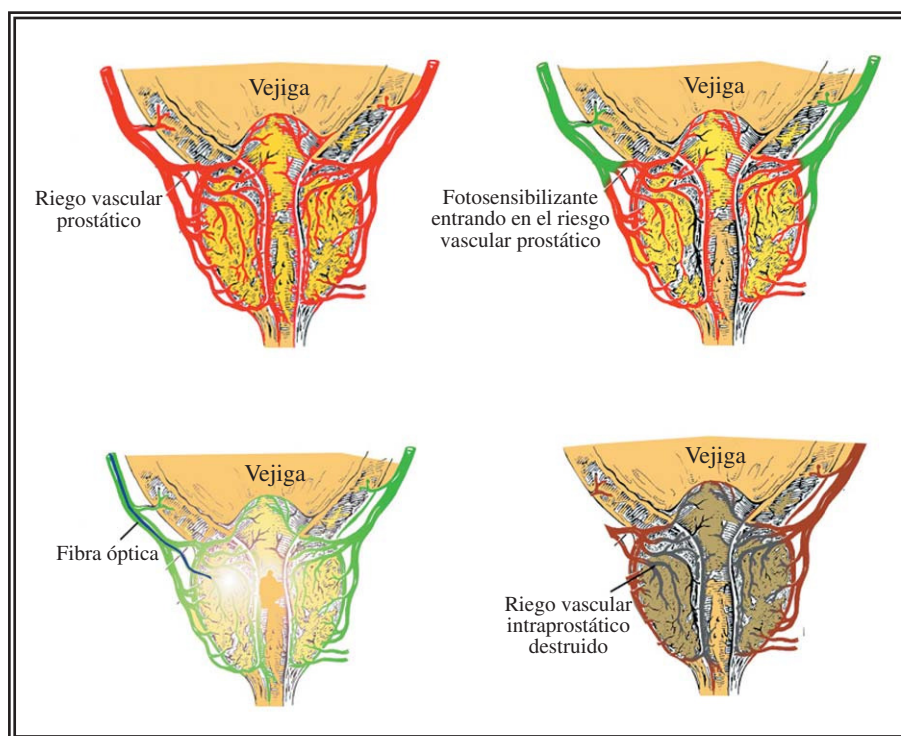 Vejiga
Riego vascular
prostático
Vejiga
Fotosensibilizante
entrando en el riesgo
vascular prostático
Vejiga
Fibra óptica
Vejiga
Riego vascular
intraprostático
destruido